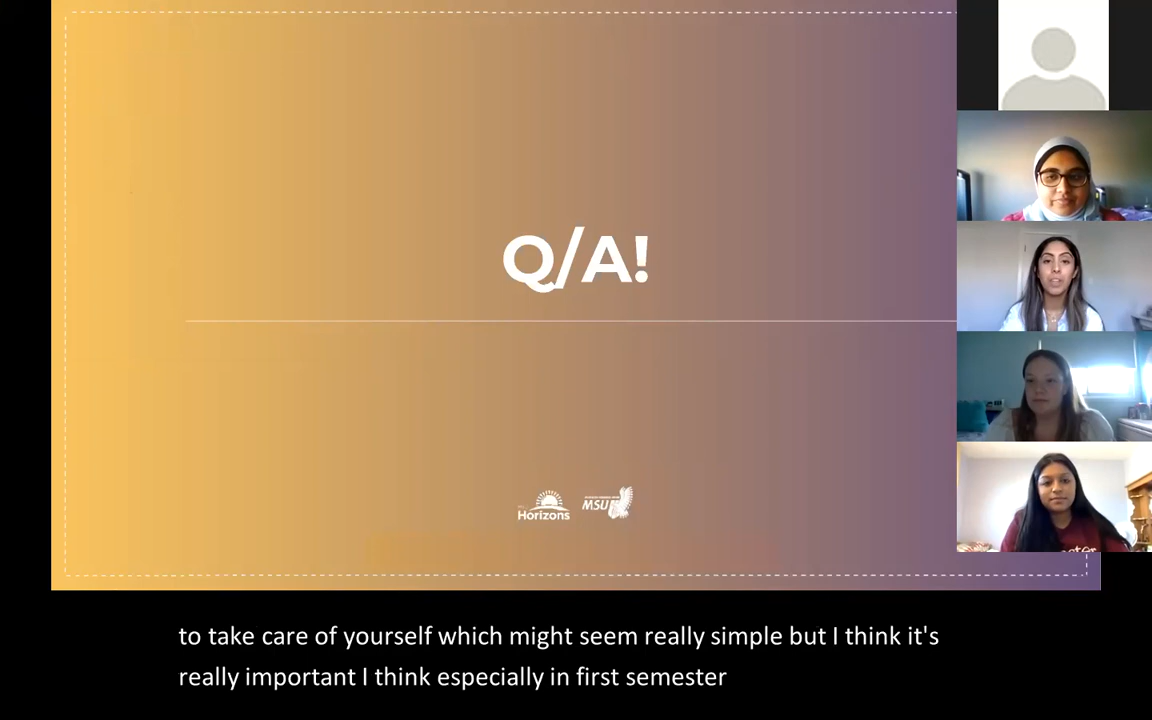 Q/A!
Horizons
MSU
to take care of yourself which might seem really simple but I think it's
really important I think especially in first semester